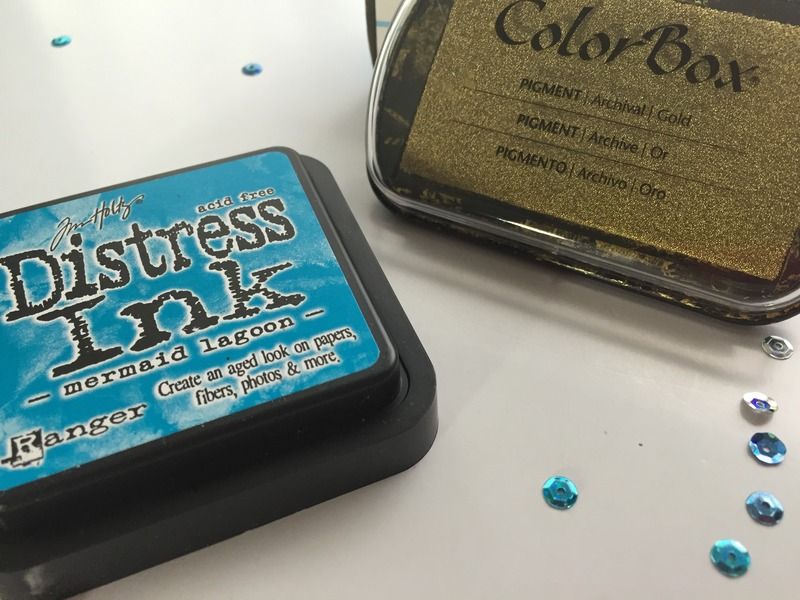 Tim Holtz®
acid free
Distress
Ink
– mermaid lagoon –
Create an aged look on papers,
fibers, photos & more.
Ranger
ColorBox®
PIGMENT | Archival | Gold
PIGMENT | Archive | Or
PIGMENTO | Archivo | Oro